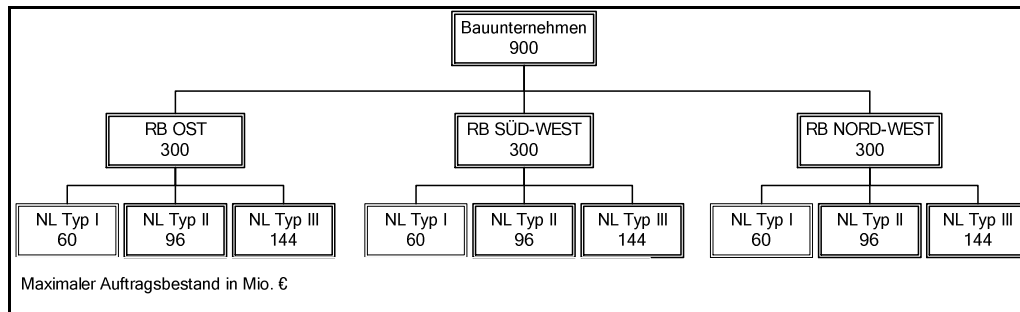 Bauunternehmen
900
RB OST
300
RB SÜD-WEST
300
RB NORD-WEST
300
NL Typ I
60
NL Typ II
96
NL Typ III
144
NL Typ I
60
NL Typ II
96
NL Typ III
144
NL Typ I
60
NL Typ II
96
NL Typ III
144
Maximaler Auftragsbestand in Mio. €